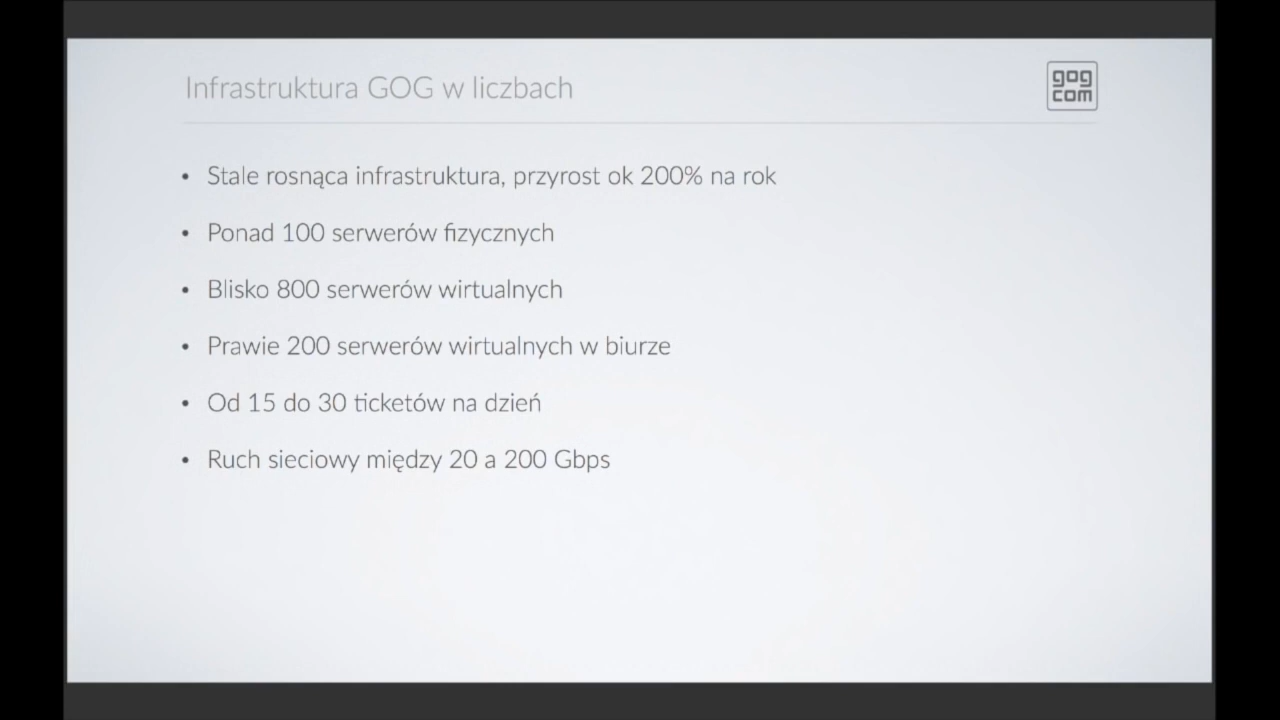 Infrastruktura GOG w liczbach
gog
com
• Stale rosnąca infrastruktura, przyrost ok 200% na rok
• Ponad 100 serwerów fizycznych
• Blisko 800 serwerów wirtualnych
• Prawie 200 serwerów wirtualnych w biurze
• Od 15 do 30 ticketów na dzień
• Ruch sieciowy między 20 a 200 Gbps